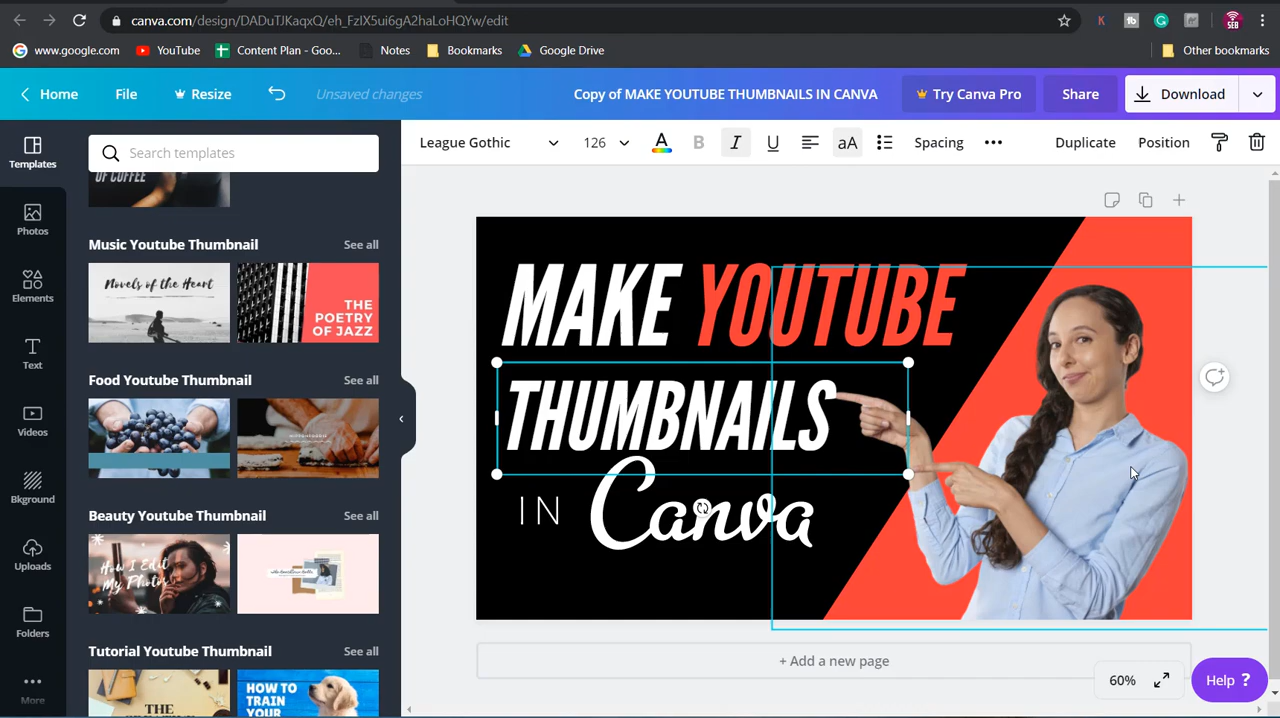 canva.com/design/DADuTJKaqxQ/eh_FzIX5ui6gA2haLoHQYw/edit
www.google.com
YouTube
Content Plan - Goo...
Notes
Bookmarks
Google Drive
Other bookmarks
Home
File
Resize
Unsaved changes
Copy of MAKE YOUTUBE THUMBNAILS IN CANVA
Try Canva Pro
Share
Download
League Gothic
126
A
B
I
U
aA
Spacing
Duplicate
Position
Templates
Photos
Elements
Text
Videos
Bkground
Uploads
Folders
More
Search templates
OF COFFEE
Music Youtube Thumbnail
See all
Novels of the Heart
THE
POETRY
OF JAZZ
Food Youtube Thumbnail
See all
Beauty Youtube Thumbnail
See all
How I Edit
My Photos
Tutorial Youtube Thumbnail
See all
THE
HOW TO
TRAIN
YOUR
MAKE YOUTUBE
THUMBNAILS
IN Canva
+ Add a new page
60%
Help ?